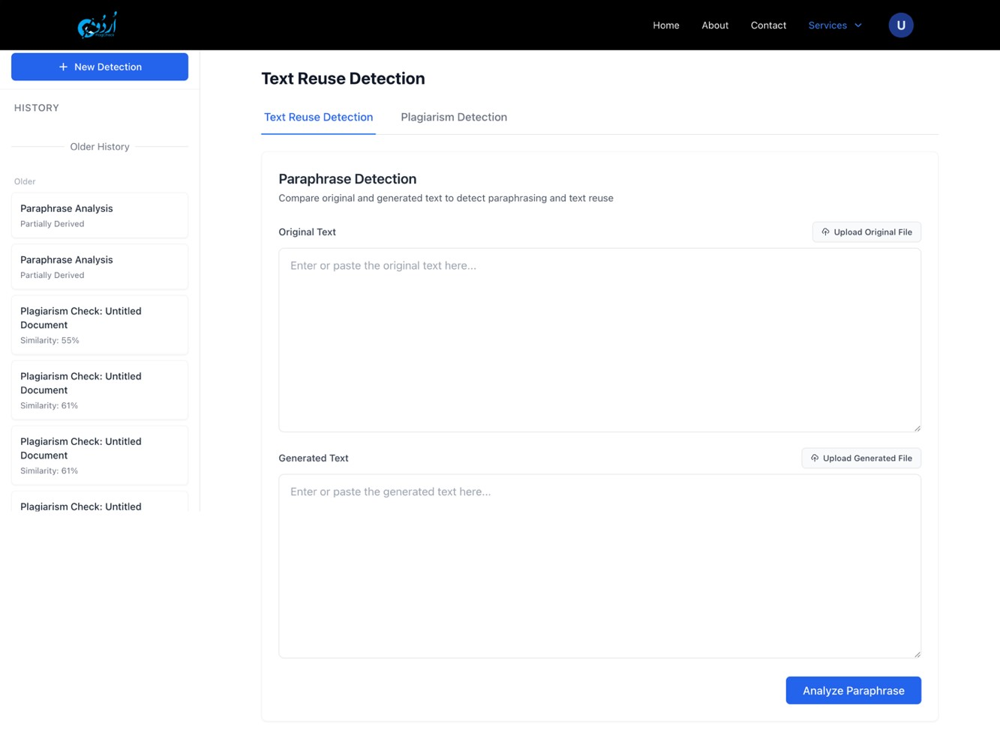 اُردُو
Home
About
Contact
Services
U
New Detection
HISTORY
Older History
Older
Paraphrase Analysis
Partially Derived
Paraphrase Analysis
Partially Derived
Plagiarism Check: Untitled
Document
Similarity: 55%
Plagiarism Check: Untitled
Document
Similarity: 61%
Plagiarism Check: Untitled
Document
Similarity: 61%
Plagiarism Check: Untitled
Text Reuse Detection
Text Reuse Detection
Plagiarism Detection
Paraphrase Detection
Compare original and generated text to detect paraphrasing and text reuse
Original Text
Upload Original File
Enter or paste the original text here...
Generated Text
Upload Generated File
Enter or paste the generated text here...
Analyze Paraphrase